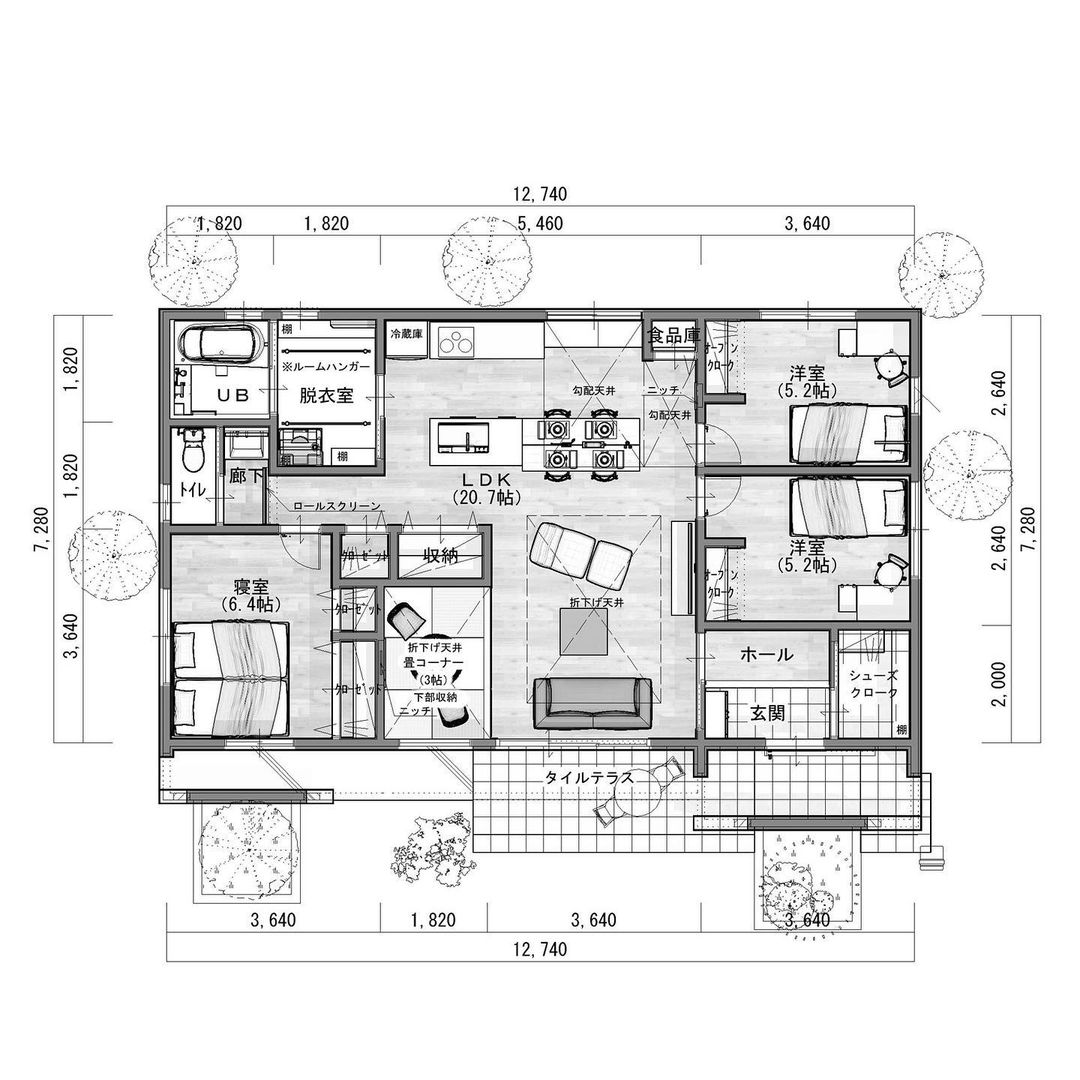 12,740
1,820
1,820
5,460
3,640
冷蔵庫
食品庫
棚
※ルームハンガー
脱衣室
UB
オープン
クローク
洋室
(5.2帖)
勾配天井
ニッチ
勾配天井
1,820
2,640
棚
棚
トイレ
廊下
LDK
(20.7帖)
ロールスクリーン
1,820
7,280
クローゼット
収納
洋室
(5.2帖)
オープン
クローク
2,640
7,280
寝室
(6.4帖)
クローゼット
折下げ天井
3,640
折下げ天井
畳コーナー
(3帖)
下部収納
ニッチ
クローゼット
ホール
シューズ
クローク
玄関
棚
2,000
タイルテラス
3,640
1,820
3,640
3,640
12,740